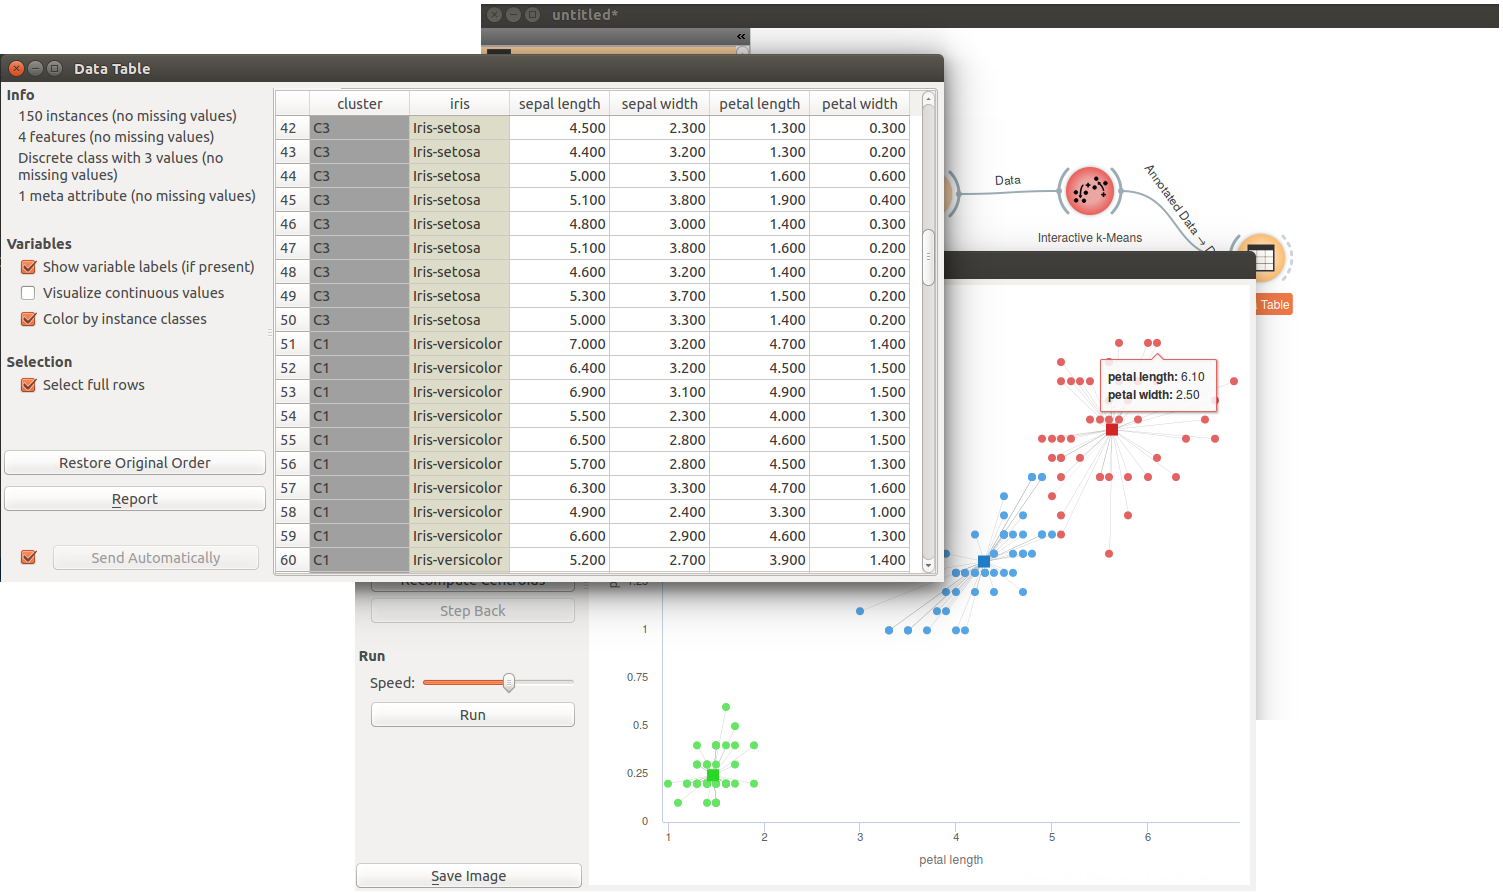 untitled*
«
Data Table
Info
150 instances (no missing values)
4 features (no missing values)
Discrete class with 3 values (no
missing values)
1 meta attribute (no missing values)
Variables
Show variable labels (if present)
Visualize continuous values
Color by instance classes
Selection
Select full rows
Restore Original Order
Report
Send Automatically
cluster iris sepal length sepal width petal length petal width
42 C3 Iris-setosa 4.500 2.300 1.300 0.300
43 C3 Iris-setosa 4.400 3.200 1.300 0.200
44 C3 Iris-setosa 5.000 3.500 1.600 0.600
45 C3 Iris-setosa 5.100 3.800 1.900 0.400
46 C3 Iris-setosa 4.800 3.000 1.400 0.300
47 C3 Iris-setosa 5.100 3.800 1.600 0.200
48 C3 Iris-setosa 4.600 3.200 1.400 0.200
49 C3 Iris-setosa 5.300 3.700 1.500 0.200
50 C3 Iris-setosa 5.000 3.300 1.400 0.200
51 C1 Iris-versicolor 7.000 3.200 4.700 1.400
52 C1 Iris-versicolor 6.400 3.200 4.500 1.500
53 C1 Iris-versicolor 6.900 3.100 4.900 1.500
54 C1 Iris-versicolor 5.500 2.300 4.000 1.300
55 C1 Iris-versicolor 6.500 2.800 4.600 1.500
56 C1 Iris-versicolor 5.700 2.800 4.500 1.300
57 C1 Iris-versicolor 6.300 3.300 4.700 1.600
58 C1 Iris-versicolor 4.900 2.400 3.300 1.000
59 C1 Iris-versicolor 6.600 2.900 4.600 1.300
60 C1 Iris-versicolor 5.200 2.700 3.900 1.400
Data
Annotated Data → D
Interactive k-Means
Table
petal length: 6.10
petal width: 2.50
Recompute Centroids
Step Back
Run
Speed:
Run
Save Image
1.25
1
0.75
0.5
0.25
0
1 2 3 4 5 6
petal length